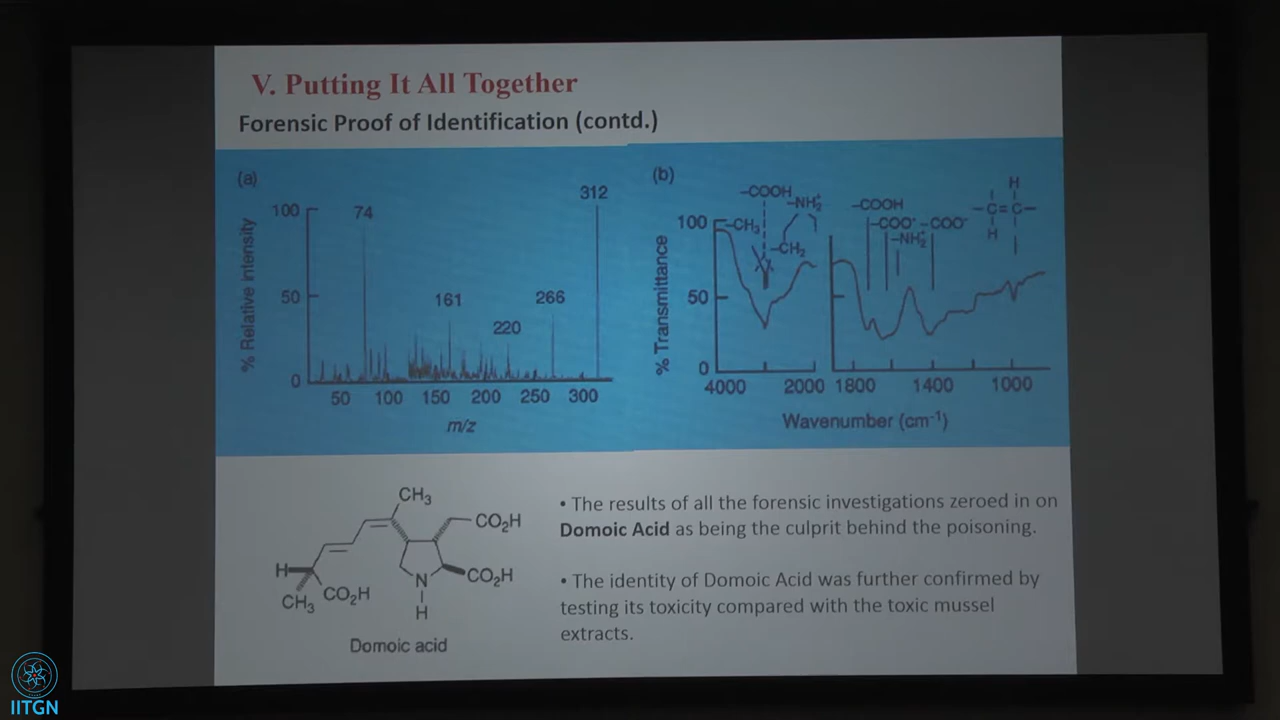 V. Putting It All Together
Forensic Proof of Identification (contd.)
(a)
% Relative intensity
100
50
0
74
161
220
266
312
50 100 150 200 250 300
m/z
(b)
% Transmittance
100
50
0
-CH₃
-COOH
-NH₂⁺
-CH₂
-COOH
-COO⁻ -COO⁻
-NH₂⁺
H
-C=C-
H
4000 2000 1800 1400 1000
Wavenumber (cm⁻¹)
CH₃
CO₂H
CO₂H
N
H
H
CH₃
CO₂H
Domoic acid
• The results of all the forensic investigations zeroed in on
Domoic Acid as being the culprit behind the poisoning.
• The identity of Domoic Acid was further confirmed by
testing its toxicity compared with the toxic mussel
extracts.
IITGN